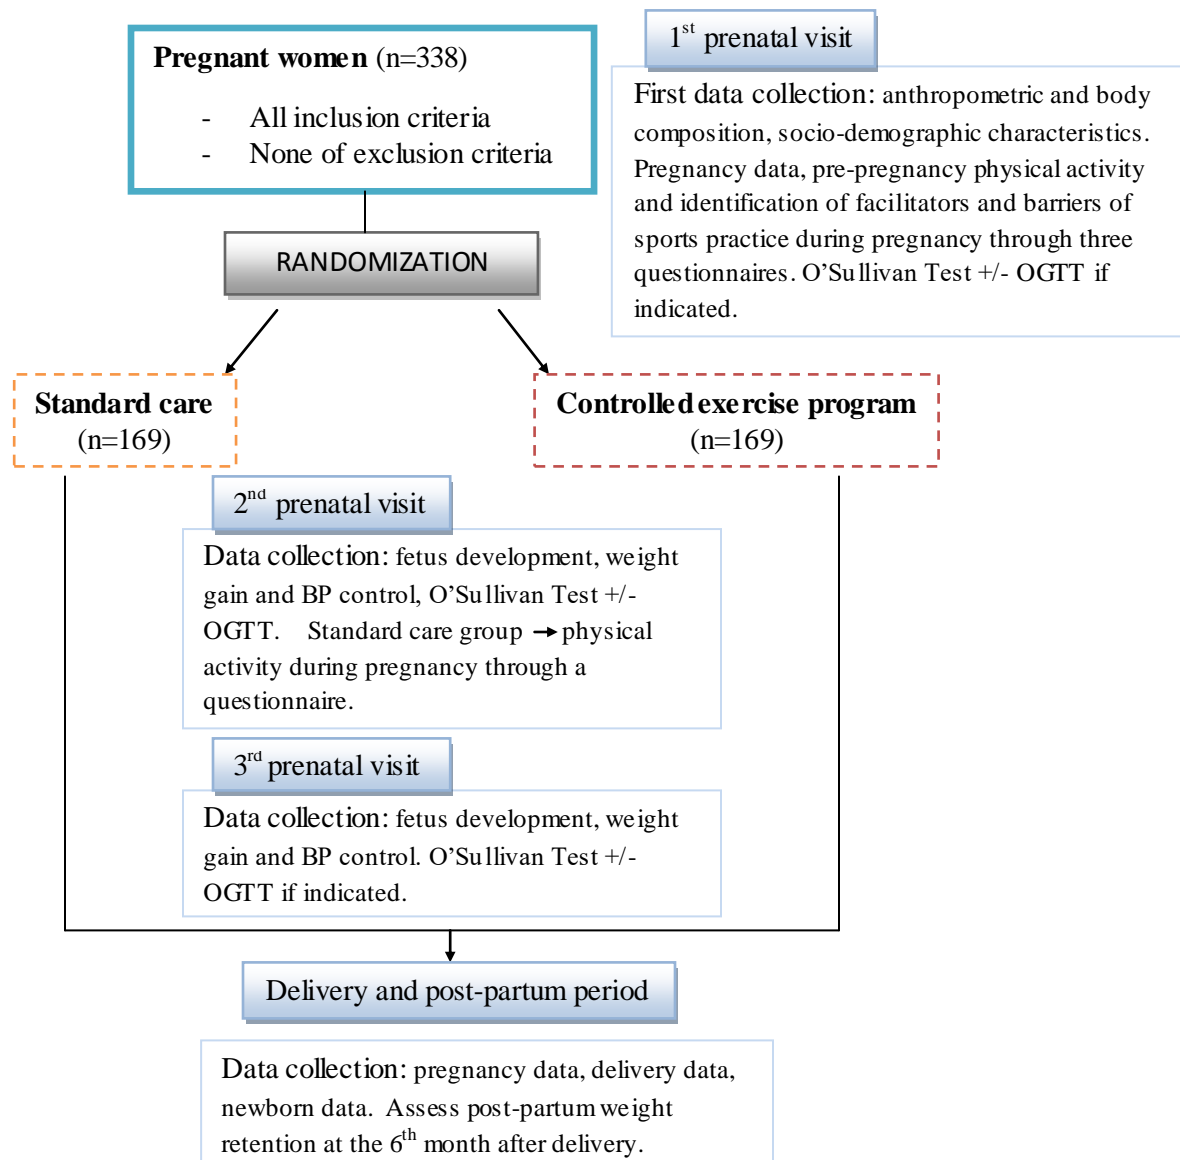 Pregnant women (n=338)
- All inclusion criteria
- None of exclusion criteria
1st prenatal visit
First data collection: anthropometric and body
composition, socio-demographic characteristics.
Pregnancy data, pre-pregnancy physical activity
and identification of facilitators and barriers of
sports practice during pregnancy through three
questionnaires. O'Sullivan Test +/- OGTT if
indicated.
RANDOMIZATION
Standard care
(n=169)
Controlled exercise program
(n=169)
2nd prenatal visit
Data collection: fetus development, weight
gain and BP control, O'Sullivan Test +/-
OGTT. Standard care group → physical
activity during pregnancy through a
questionnaire.
3rd prenatal visit
Data collection: fetus development, weight
gain and BP control. O'Sullivan Test +/-
OGTT if indicated.
Delivery and post-partum period
Data collection: pregnancy data, delivery data,
newborn data. Assess post-partum weight
retention at the 6th month after delivery.